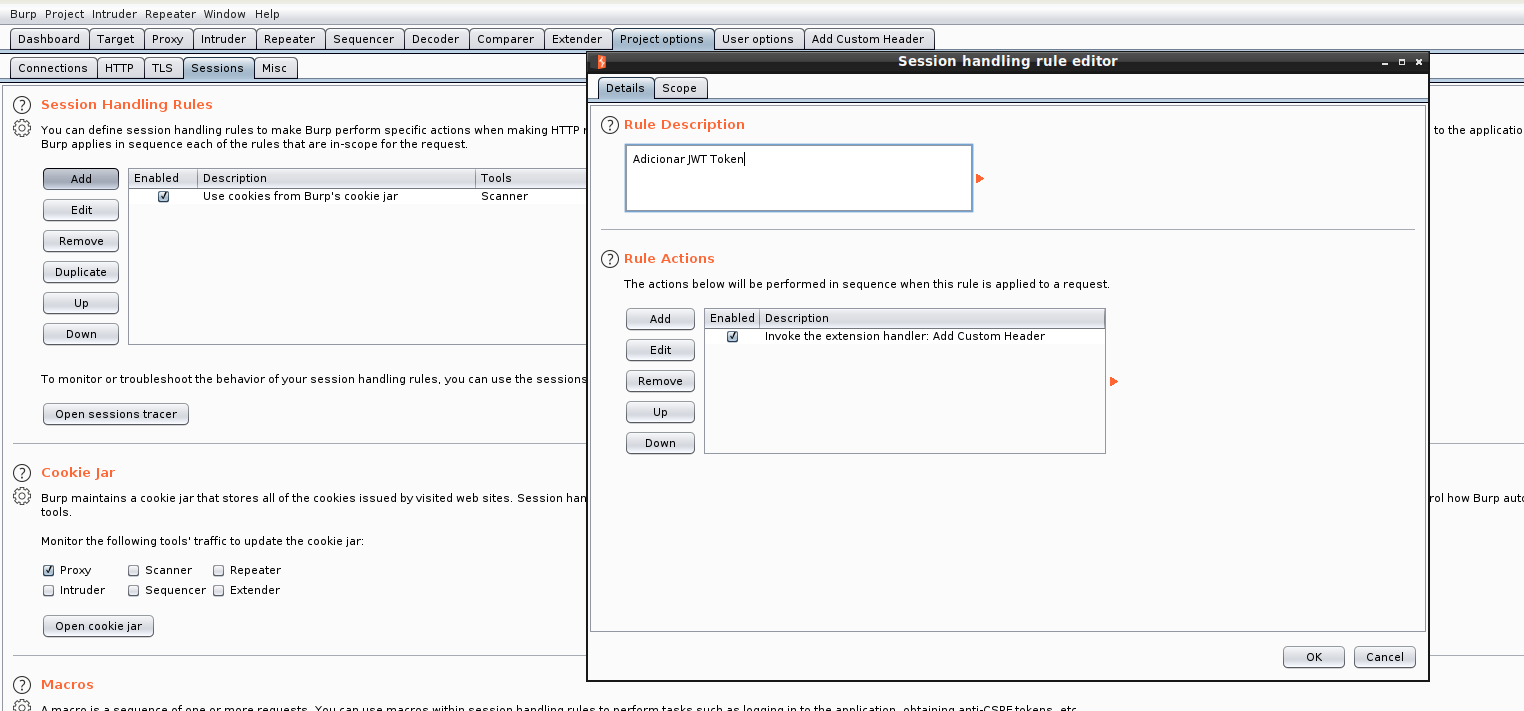 Burp Project Intruder Repeater Window Help
Dashboard Target Proxy Intruder Repeater Sequencer Decoder Comparer Extender Project options User options Add Custom Header
Connections HTTP TLS Sessions Misc
Session Handling Rules
You can define session handling rules to make Burp perform specific actions when making HTTP
to the applicatio
Burp applies in sequence each of the rules that are in-scope for the request.
Add
Edit
Remove
Duplicate
Up
Down
Enabled Description Tools
Use cookies from Burp's cookie jar Scanner
To monitor or troubleshoot the behavior of your session handling rules, you can use the sessions
Open sessions tracer
Cookie Jar
Burp maintains a cookie jar that stores all of the cookies issued by visited web sites. Session han
rol how Burp auto
tools.
Monitor the following tools' traffic to update the cookie jar:
Proxy Scanner Repeater
Intruder Sequencer Extender
Open cookie jar
Macros
A macro is a sequence of one or more requests. You can use macros within session handling rules to perform tasks such as logging in to the application, obtaining anti-CSRF tokens, etc.
Session handling rule editor
Details Scope
Rule Description
Adicionar JWT Token
Rule Actions
The actions below will be performed in sequence when this rule is applied to a request.
Add
Edit
Remove
Up
Down
Enabled Description
Invoke the extension handler: Add Custom Header
OK Cancel